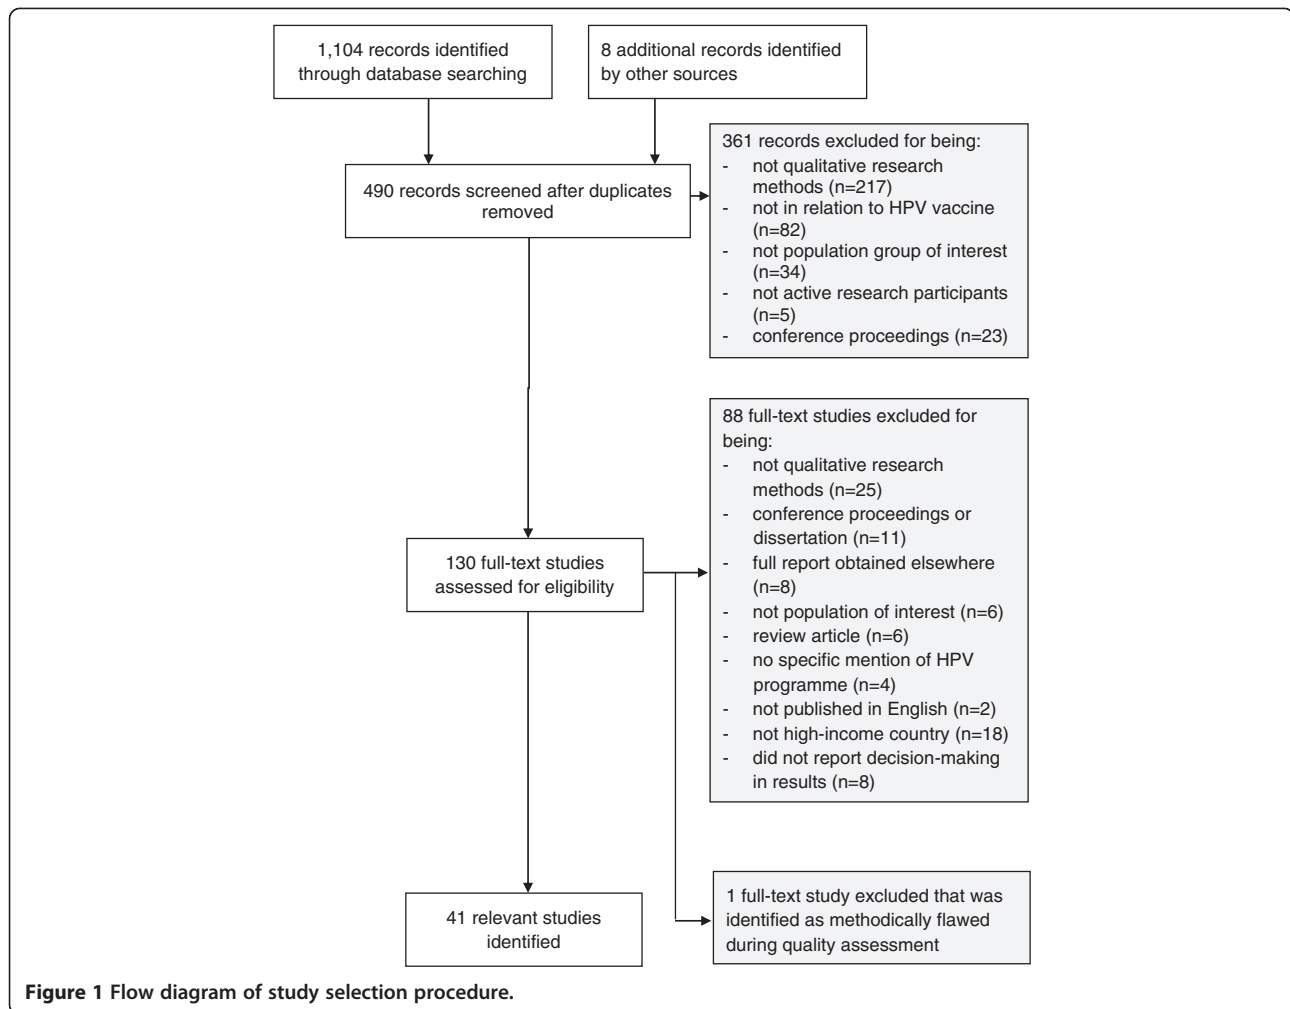 1,104 records identified
through database searching
8 additional records identified
by other sources
490 records screened after duplicates
removed
361 records excluded for being:
- not qualitative research
methods (n=217)
- not in relation to HPV vaccine
(n=82)
- not population group of interest
(n=34)
- not active research participants
(n=5)
- conference proceedings (n=23)
130 full-text studies
assessed for eligibility
88 full-text studies excluded for
being:
- not qualitative research
methods (n=25)
- conference proceedings or
dissertation (n=11)
- full report obtained elsewhere
(n=8)
- not population of interest (n=6)
- review article (n=6)
- no specific mention of HPV
programme (n=4)
- not published in English (n=2)
- not high-income country (n=18)
- did not report decision-making
in results (n=8)
41 relevant studies
identified
1 full-text study excluded that was
identified as methodically flawed
during quality assessment
Figure 1 Flow diagram of study selection procedure.